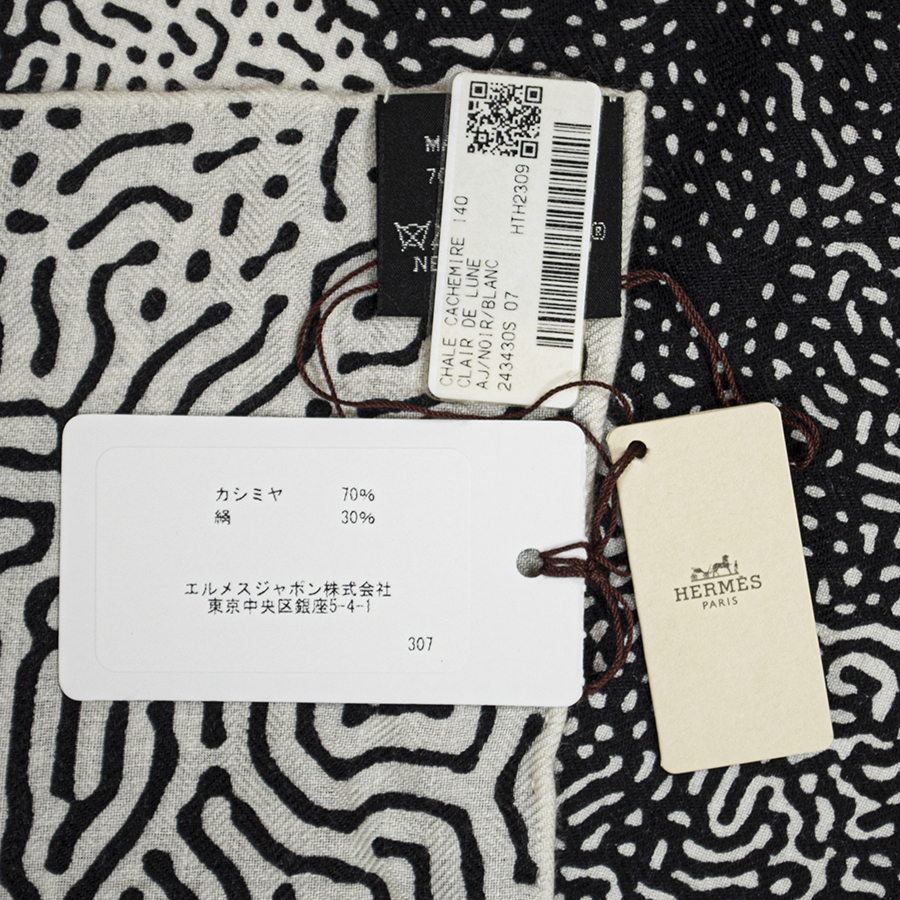 HTH2309
CHALE CACHEMIRE 140
CLAIR DE LUNE
AJ/NOIR/BLANC
243430S 07
カシミヤ 70%
絹 30%
エルメスジャポン株式会社
東京中央区銀座5-4-1
307
HERMÈS
PARIS